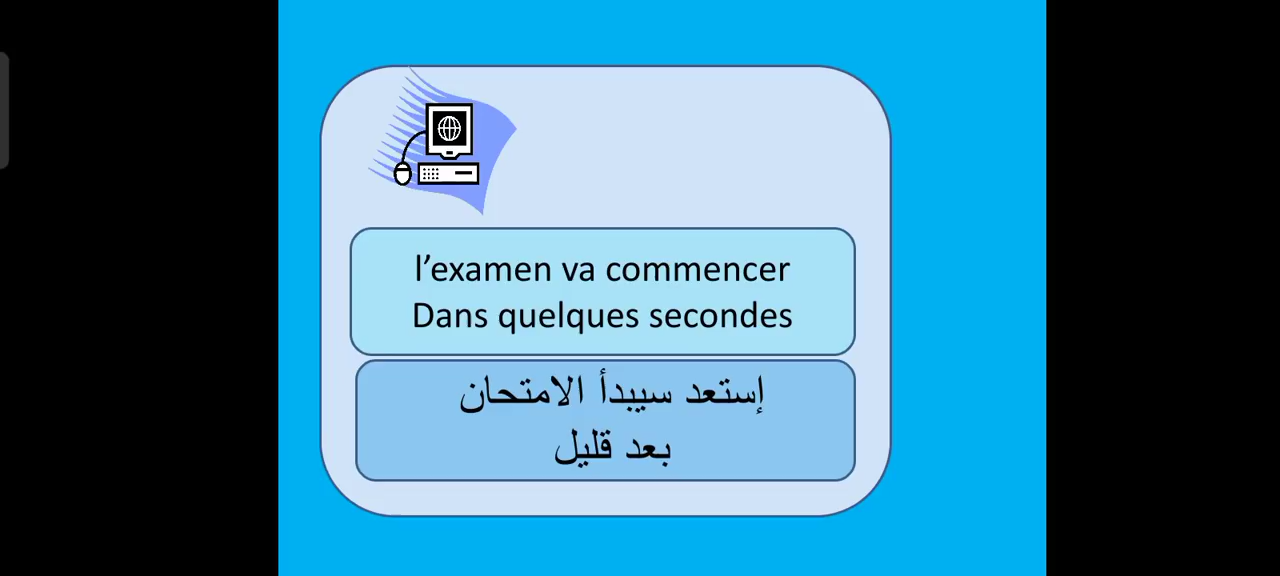 l’examen va commencer
Dans quelques secondes
إستعد سيبدأ الامتحان
بعد قليل